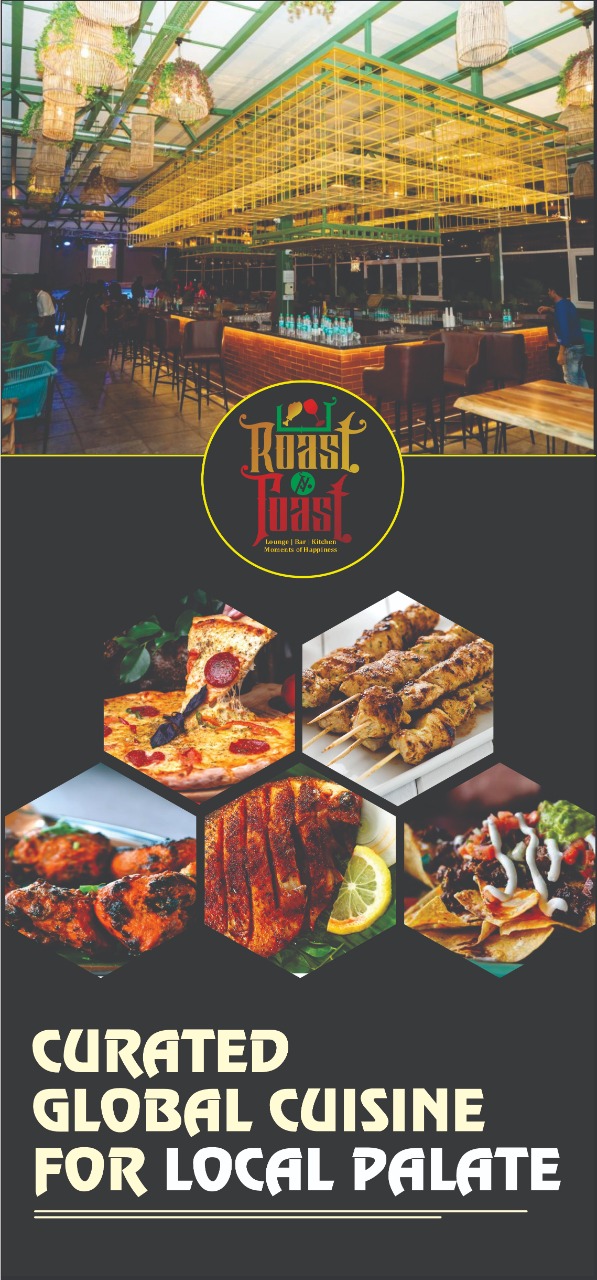 Roast
N
Toast
Lounge | Bar | Kitchen
Moments of Happiness
CURATED
GLOBAL CUISINE
FOR LOCAL PALATE